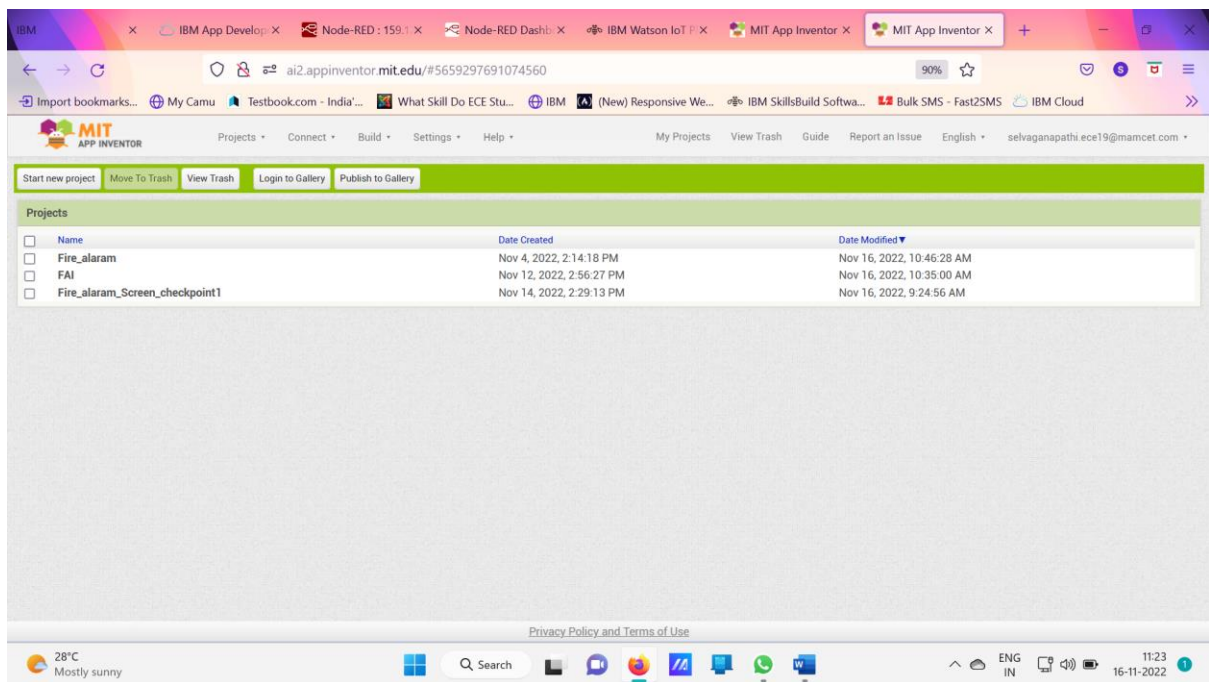 IBM
IBM App Develop
Node-RED : 159.1
Node-RED Dashb
IBM Watson IoT P
MIT App Inventor
MIT App Inventor
ai2.appinventor.mit.edu/#5659297691074560
90%
S
Import bookmarks...
My Camu
Testbook.com - India'...
What Skill Do ECE Stu...
IBM
(New) Responsive We...
IBM SkillsBuild Softwa...
Bulk SMS - Fast2SMS
IBM Cloud
MIT
APP INVENTOR
Projects
Connect
Build
Settings
Help
My Projects
View Trash
Guide
Report an Issue
English
selvaganapathi.ece19@mamcet.com
Start new project
Move To Trash
View Trash
Login to Gallery
Publish to Gallery
Projects
Name Date Created Date Modified▼
Fire_alaram Nov 4, 2022, 2:14:18 PM Nov 16, 2022, 10:46:28 AM
FAI Nov 12, 2022, 2:56:27 PM Nov 16, 2022, 10:35:00 AM
Fire_alaram_Screen_checkpoint1 Nov 14, 2022, 2:29:13 PM Nov 16, 2022, 9:24:56 AM
Privacy Policy and Terms of Use
28°C
Mostly sunny
Search
W
ENG
IN
11:23
16-11-2022
1